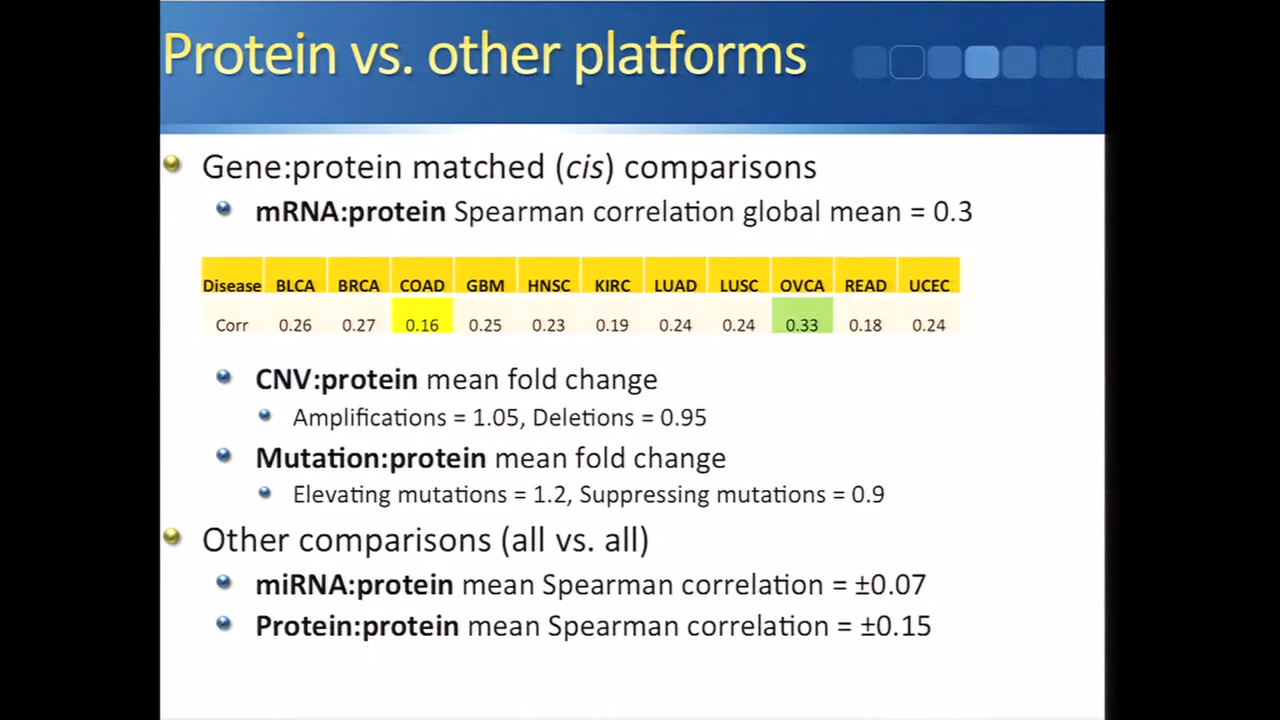 Protein vs. other platforms
Gene:protein matched (cis) comparisons
mRNA:protein Spearman correlation global mean = 0.3
Disease BLCA BRCA COAD GBM HNSC KIRC LUAD LUSC OVCA READ UCEC
Corr 0.26 0.27 0.16 0.25 0.23 0.19 0.24 0.24 0.33 0.18 0.24
CNV:protein mean fold change
Amplifications = 1.05, Deletions = 0.95
Mutation:protein mean fold change
Elevating mutations = 1.2, Suppressing mutations = 0.9
Other comparisons (all vs. all)
miRNA:protein mean Spearman correlation = ±0.07
Protein:protein mean Spearman correlation = ±0.15